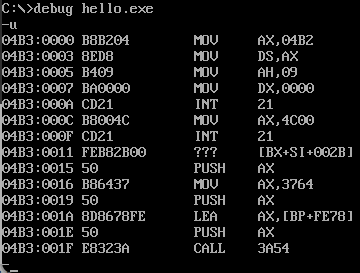 C:\>debug hello.exe
-u
04B3:0000 B8B204 MOV AX,04B2
04B3:0003 8ED8 MOV DS,AX
04B3:0005 B409 MOV AH,09
04B3:0007 BA0000 MOV DX,0000
04B3:000A CD21 INT 21
04B3:000C B8004C MOV AX,4C00
04B3:000F CD21 INT 21
04B3:0011 FEB82B00 ??? [BX+SI+002B]
04B3:0015 50 PUSH AX
04B3:0016 B86437 MOV AX,3764
04B3:0019 50 PUSH AX
04B3:001A 8D8678FE LEA AX,[BP+FE78]
04B3:001E 50 PUSH AX
04B3:001F E8323A CALL 3A54
-